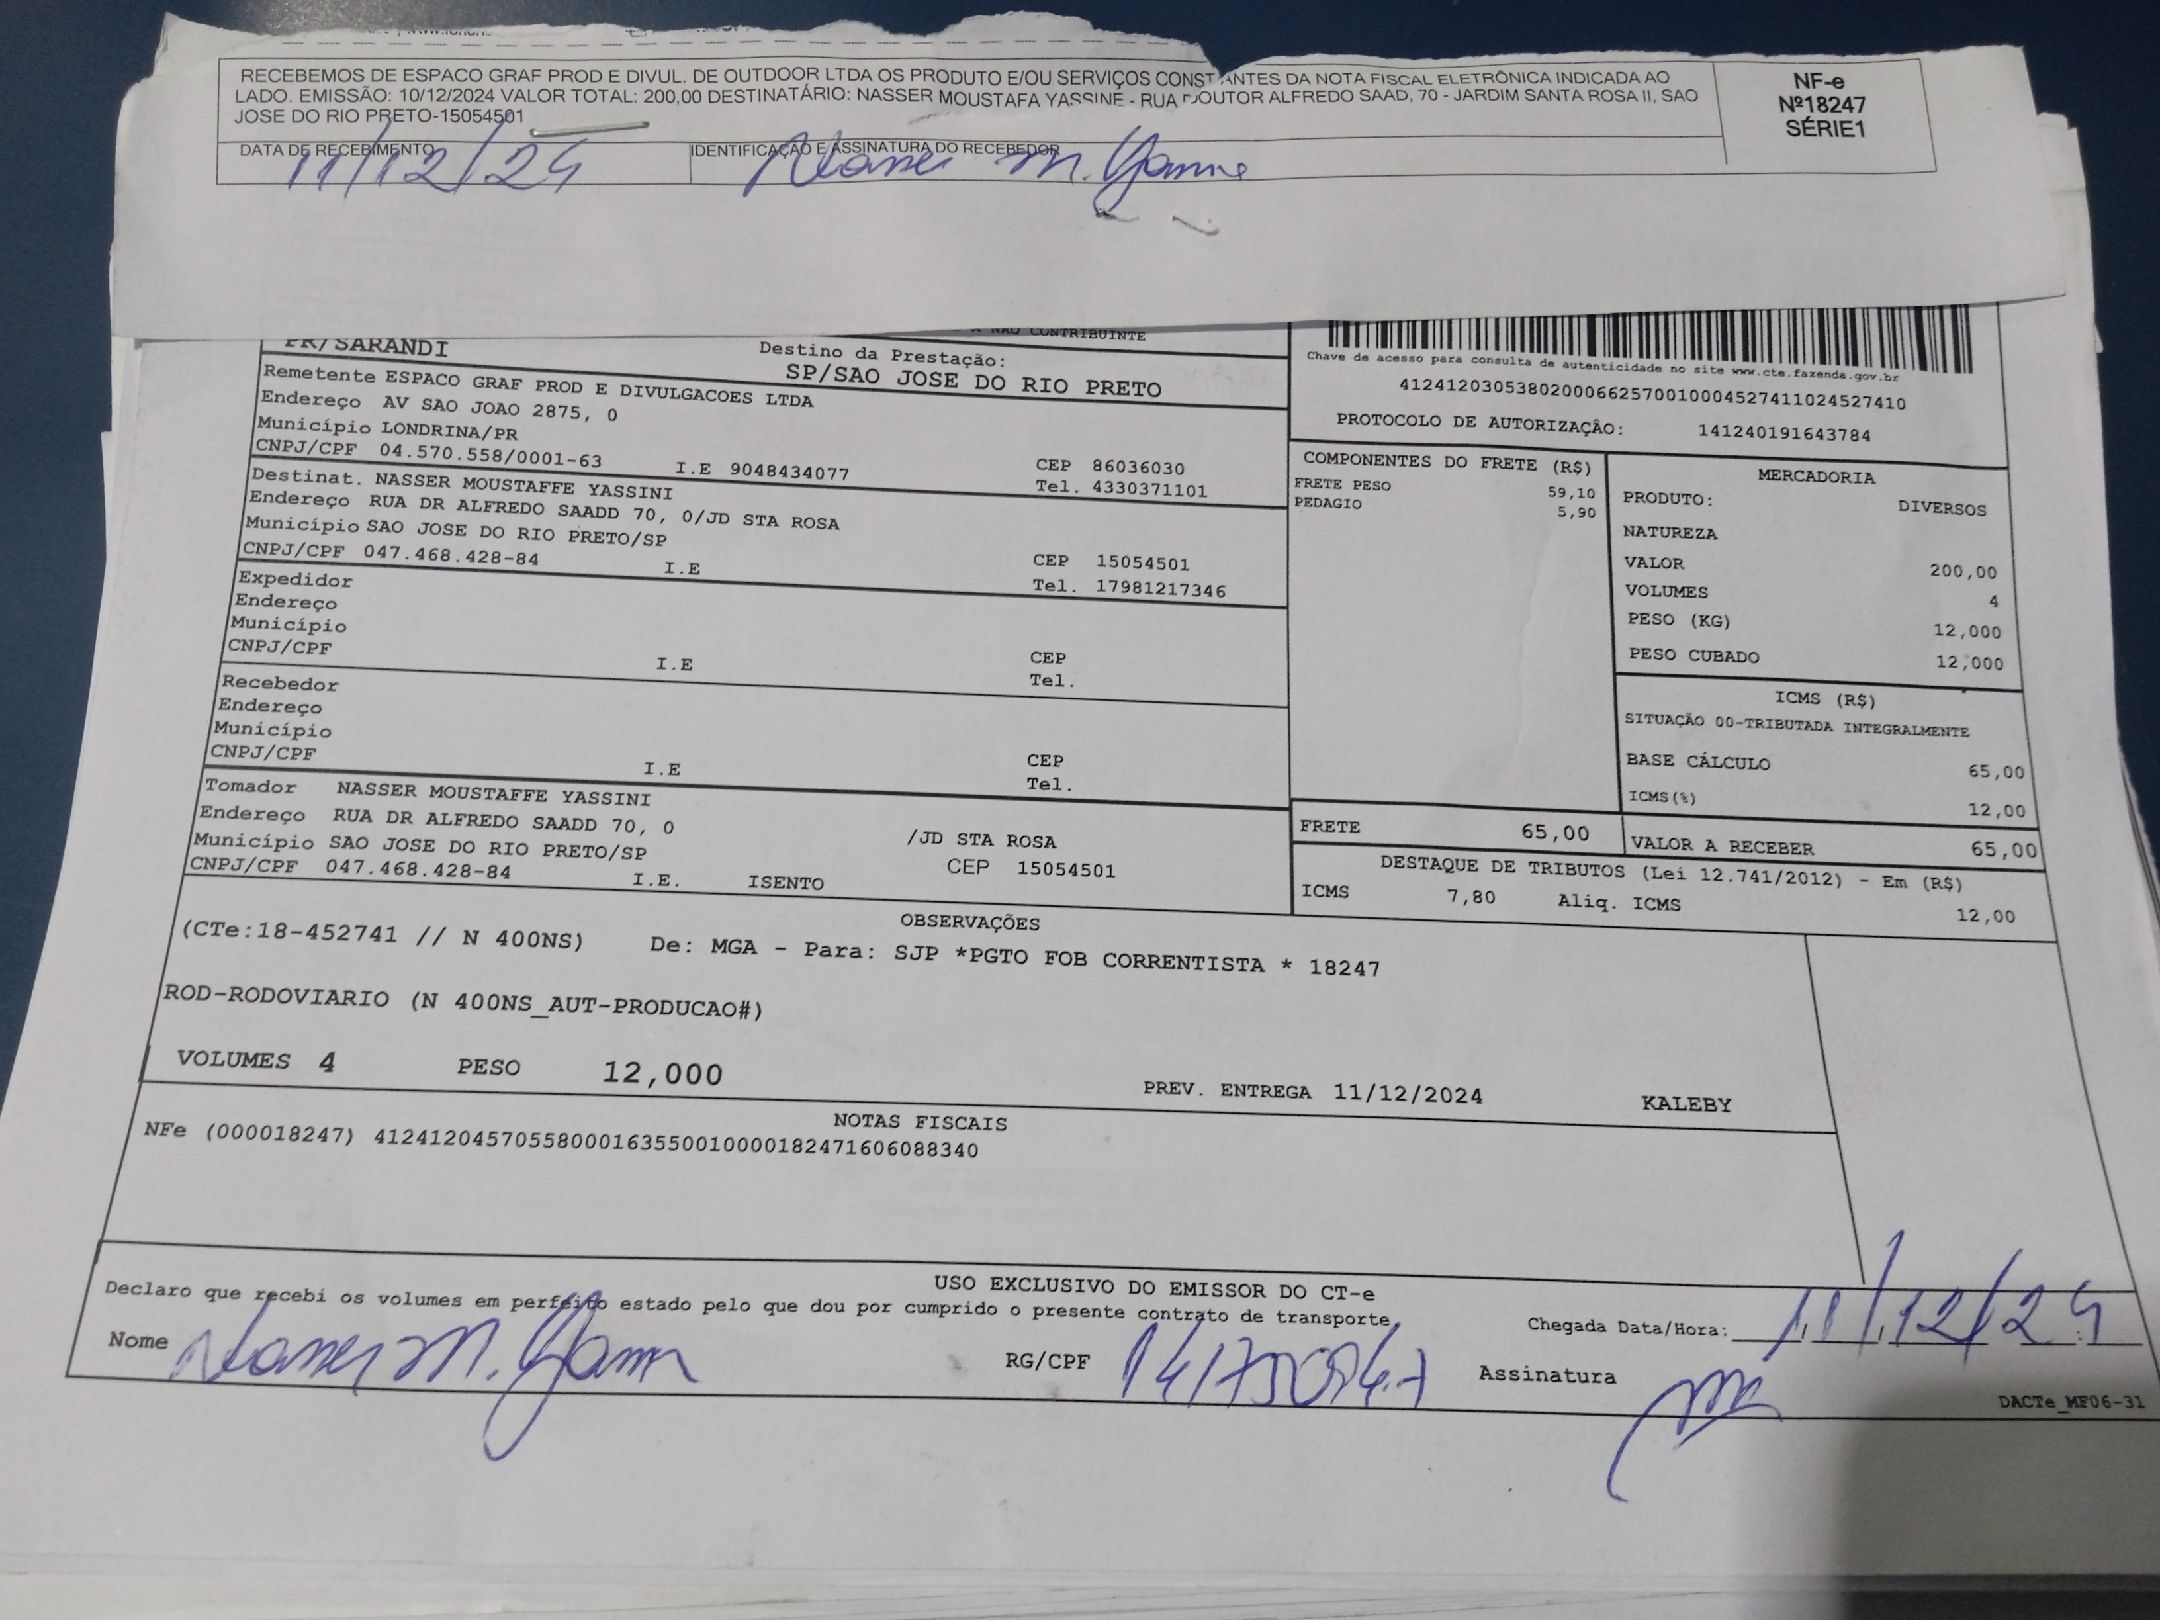 RECEBEMOS DE ESPACO GRAF PROD E DIVUL. DE OUTDOOR LTDA OS PRODUTO E/OU SERVIÇOS CONSTANTES DA NOTA FISCAL ELETRÔNICA INDICADA AO
LADO. EMISSÃO: 10/12/2024 VALOR TOTAL: 200,00 DESTINATÁRIO: NASSER MOUSTAFA YASSINE - RUA DOUTOR ALFREDO SAAD, 70 - JARDIM SANTA ROSA II, SAO
JOSE DO RIO PRETO-15054501
NF-e
Nº18247
SÉRIE1
DATA DE RECEBIMENTO
11/12/24
IDENTIFICAÇÃO E ASSINATURA DO RECEBEDOR
A NAO CONTRIBUINTE
PR/SARANDI
Destino da Prestação:
SP/SAO JOSE DO RIO PRETO
Remetente ESPACO GRAF PROD E DIVULGACOES LTDA
Endereço AV SAO JOAO 2875, 0
Município LONDRINA/PR
CNPJ/CPF 04.570.558/0001-63 I.E 9048434077
CEP 86036030
Tel. 4330371101
Destinat. NASSER MOUSTAFFE YASSINI
Endereço RUA DR ALFREDO SAADD 70, 0/JD STA ROSA
Município SAO JOSE DO RIO PRETO/SP
CNPJ/CPF 047.468.428-84 I.E
CEP 15054501
Tel. 17981217346
Expedidor
Endereço
Município
CNPJ/CPF I.E
CEP
Tel.
Recebedor
Endereço
Município
CNPJ/CPF I.E
CEP
Tel.
Tomador NASSER MOUSTAFFE YASSINI
Endereço RUA DR ALFREDO SAADD 70, 0 /JD STA ROSA
Município SAO JOSE DO RIO PRETO/SP CEP 15054501
CNPJ/CPF 047.468.428-84 I.E. ISENTO
Chave de acesso para consulta de autenticidade no site www.cte.fazenda.gov.br
41241203053802000662570010004527411024527410
PROTOCOLO DE AUTORIZAÇÃO: 141240191643784
COMPONENTES DO FRETE (R$)
FRETE PESO 59,10
PEDAGIO 5,90
MERCADORIA
PRODUTO: DIVERSOS
NATUREZA
VALOR 200,00
VOLUMES 4
PESO (KG) 12,000
PESO CUBADO 12,000
ICMS (R$)
SITUAÇÃO 00-TRIBUTADA INTEGRALMENTE
BASE CÁLCULO 65,00
ICMS(%) 12,00
FRETE 65,00 VALOR A RECEBER 65,00
DESTAQUE DE TRIBUTOS (Lei 12.741/2012) - Em (R$)
ICMS 7,80 Aliq. ICMS 12,00
OBSERVAÇÕES
(CTe:18-452741 // N 400NS) De: MGA - Para: SJP *PGTO FOB CORRENTISTA * 18247
ROD-RODOVIARIO (N 400NS_AUT-PRODUCAO#)
VOLUMES 4 PESO 12,000 PREV. ENTREGA 11/12/2024 KALEBY
NOTAS FISCAIS
NFe (000018247) 41241204570558000163550010000182471606088340
USO EXCLUSIVO DO EMISSOR DO CT-e
Declaro que recebi os volumes em perfeito estado pelo que dou por cumprido o presente contrato de transporte.
Chegada Data/Hora: 11/12/24
Nome
RG/CPF
Assinatura
DACTe_MF06-31